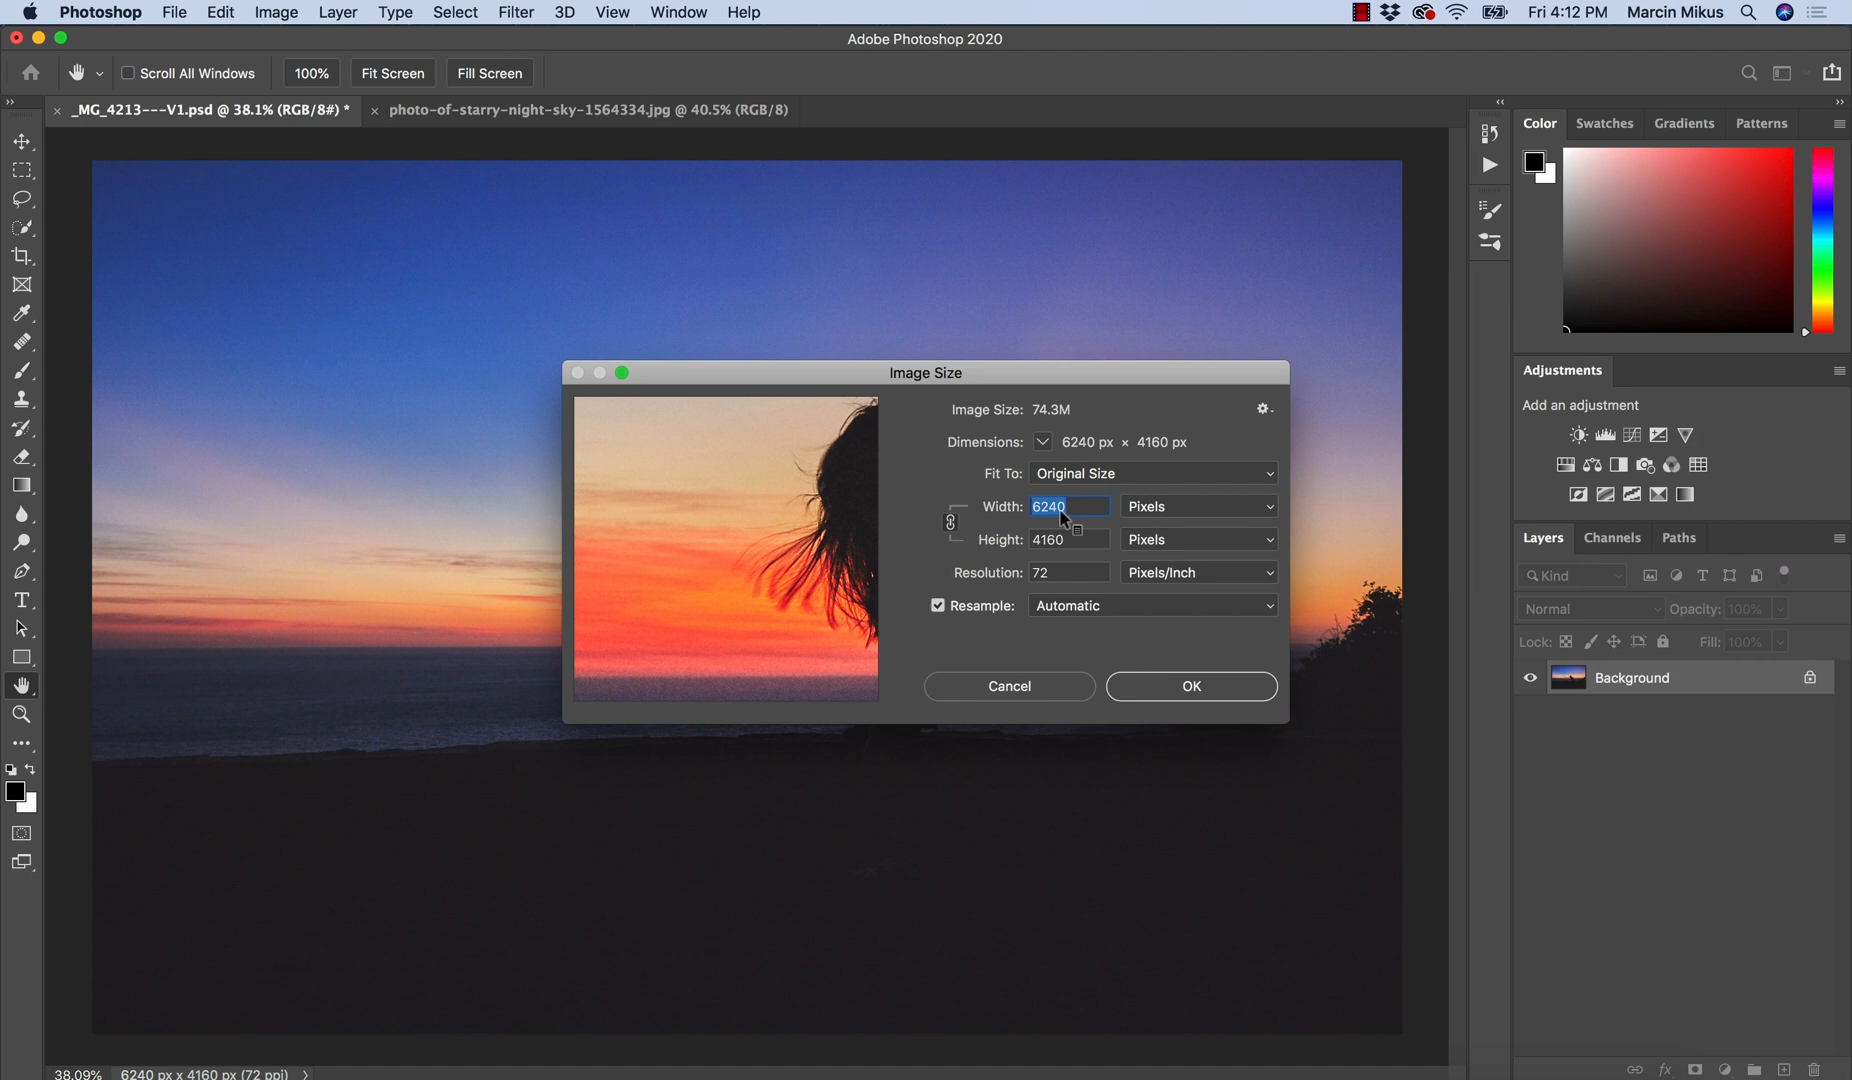 Photoshop File Edit Image Layer Type Select Filter 3D View Window Help Fri 4:12 PM Marcin Mikus
Adobe Photoshop 2020
Scroll All Windows 100% Fit Screen Fill Screen
_MG_4213---V1.psd @ 38.1% (RGB/8#) * photo-of-starry-night-sky-1564334.jpg @ 40.5% (RGB/8)
Color Swatches Gradients Patterns
Image Size
Image Size: 74.3M
Dimensions: 6240 px × 4160 px
Fit To: Original Size
Width: 6240 Pixels
Height: 4160 Pixels
Resolution: 72 Pixels/Inch
Resample: Automatic
Cancel OK
Adjustments
Add an adjustment
Layers Channels Paths
Kind
Normal Opacity: 100%
Lock: Fill: 100%
Background
fx
38.09% 6240 px x 4160 px (72 ppi)